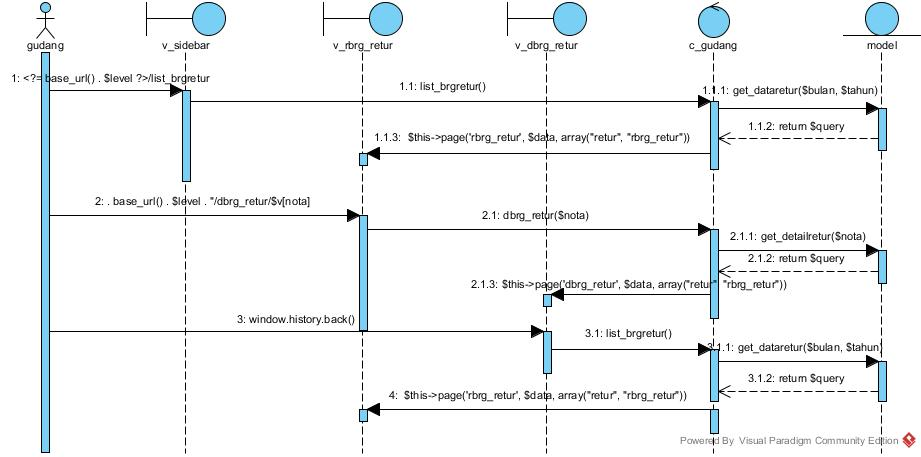 gudang
v_sidebar
v_rbrg_retur
v_dbrg_retur
c_gudang
model
1: <?= base_url() . $level ?>/list_brgretur
1.1: list_brgretur()
1.1.1: get_dataretur($bulan, $tahun)
1.1.2: return $query
1.1.3: $this->page('rbrg_retur', $data, array("retur", "rbrg_retur"))
2: . base_url() . $level . "/dbrg_retur/$v[nota]
2.1: dbrg_retur($nota)
2.1.1: get_detailretur($nota)
2.1.2: return $query
2.1.3: $this->page('dbrg_retur', $data, array("retur" "rbrg_retur"))
3: window.history.back()
3.1: list_brgretur()
3.1.1: get_dataretur($bulan, $tahun)
3.1.2: return $query
4: $this->page('rbrg_retur', $data, array("retur", "rbrg_retur"))
Powered By Visual Paradigm Community Edition